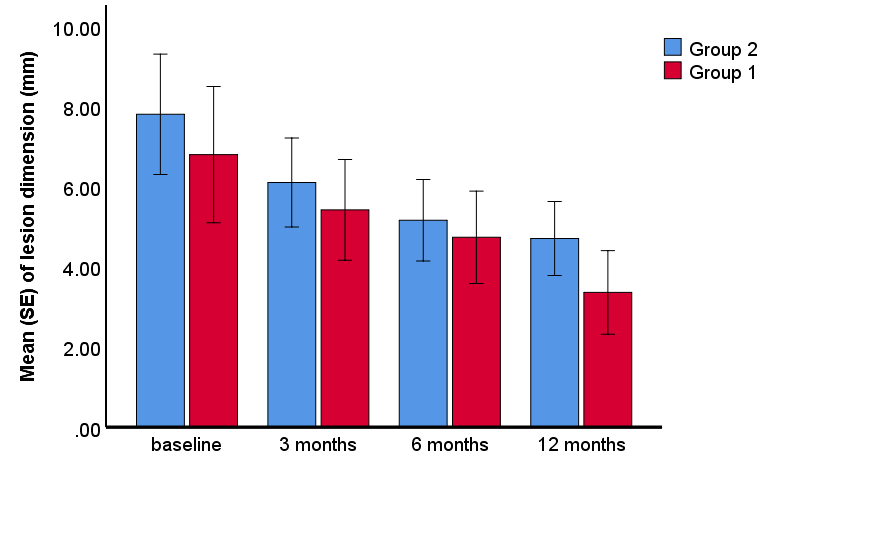 Mean (SE) of lesion dimension (mm)
10.00
8.00
6.00
4.00
2.00
.00
baseline
3 months
6 months
12 months
Group 2
Group 1